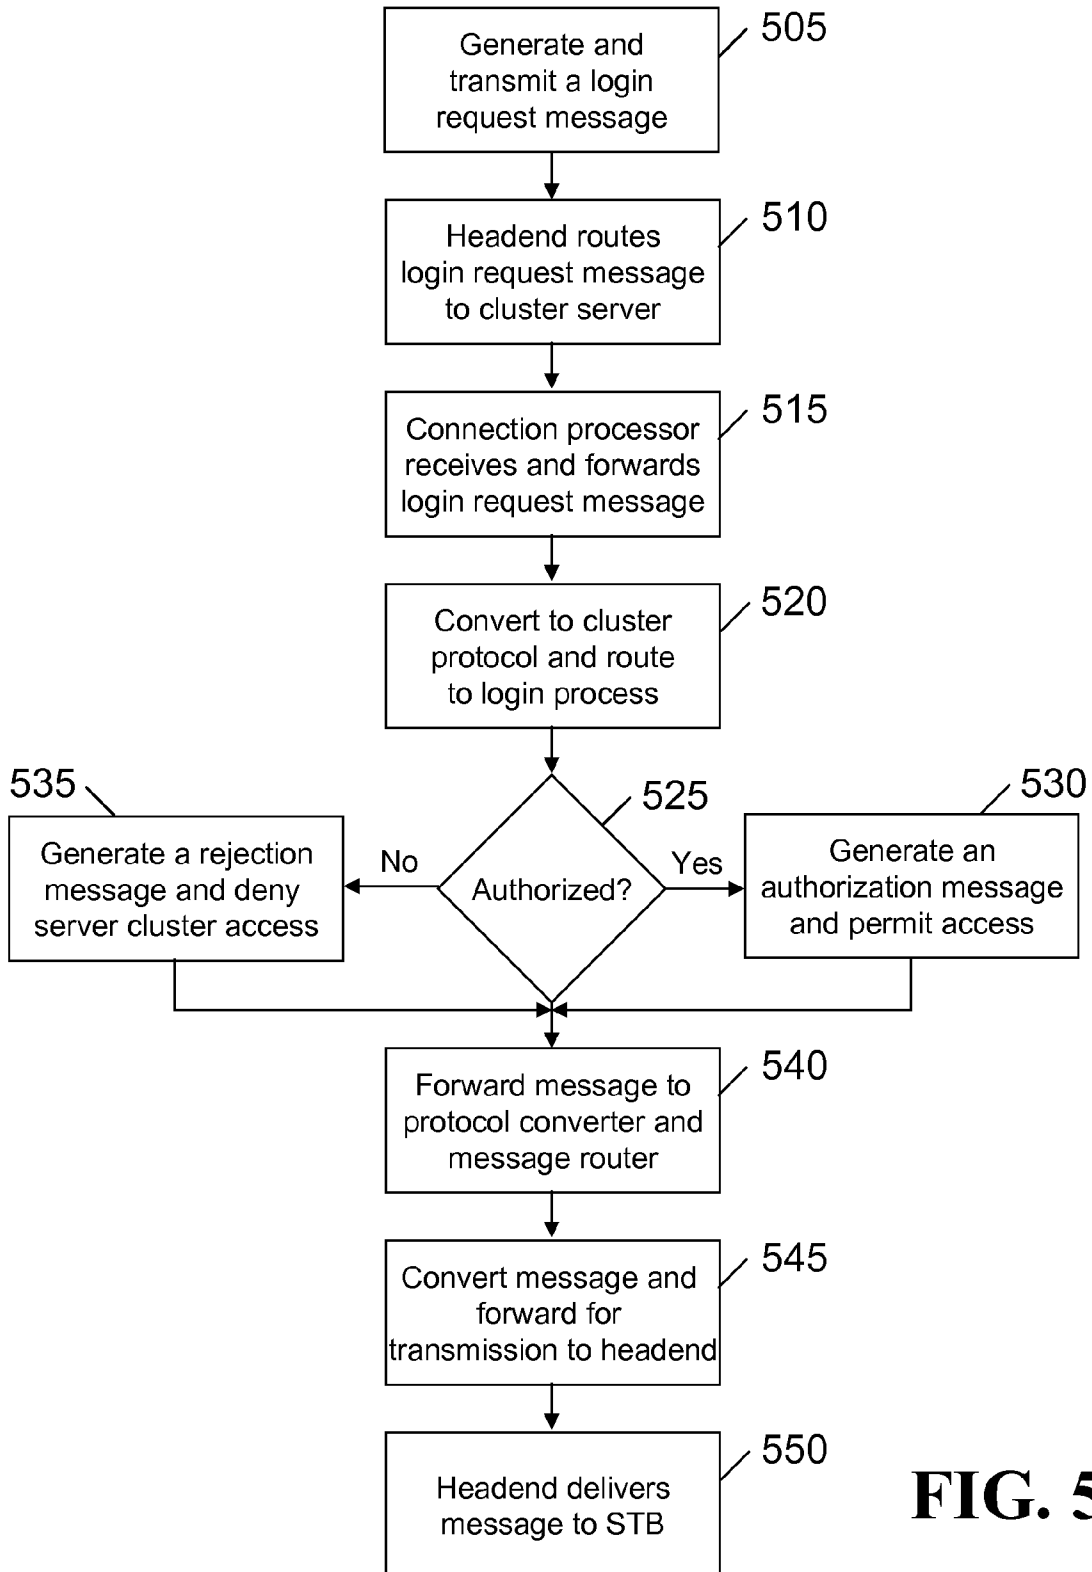 505
Generate and
transmit a login
request message
510
Headend routes
login request message
to cluster server
515
Connection processor
receives and forwards
login request message
520
Convert to cluster
protocol and route
to login process
535
525
530
Generate a rejection
message and deny
server cluster access
No
Authorized?
Yes
Generate an
authorization message
and permit access
540
Forward message to
protocol converter and
message router
545
Convert message and
forward for
transmission to headend
550
Headend delivers
message to STB
FIG. 5